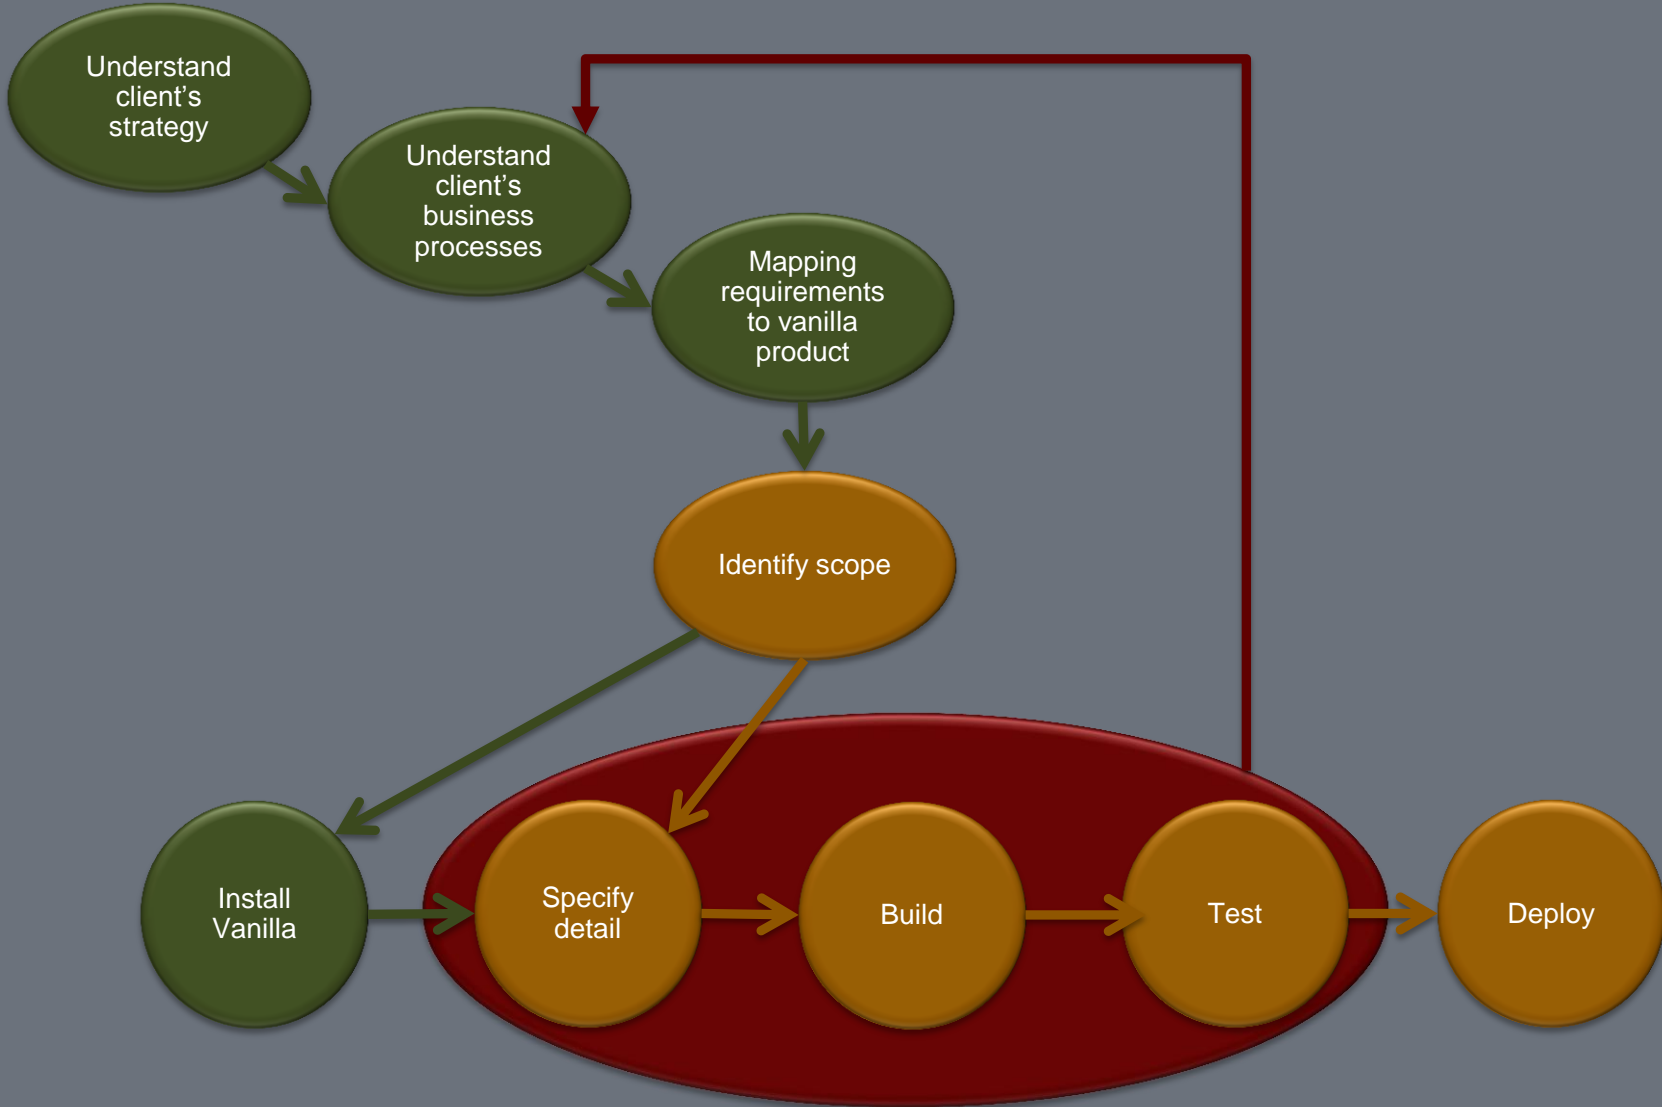 Understand
client’s
strategy
Understand
client’s
business
processes
Mapping
requirements
to vanilla
product
Identify scope
Install
Vanilla
Specify
detail
Build
Test
Deploy